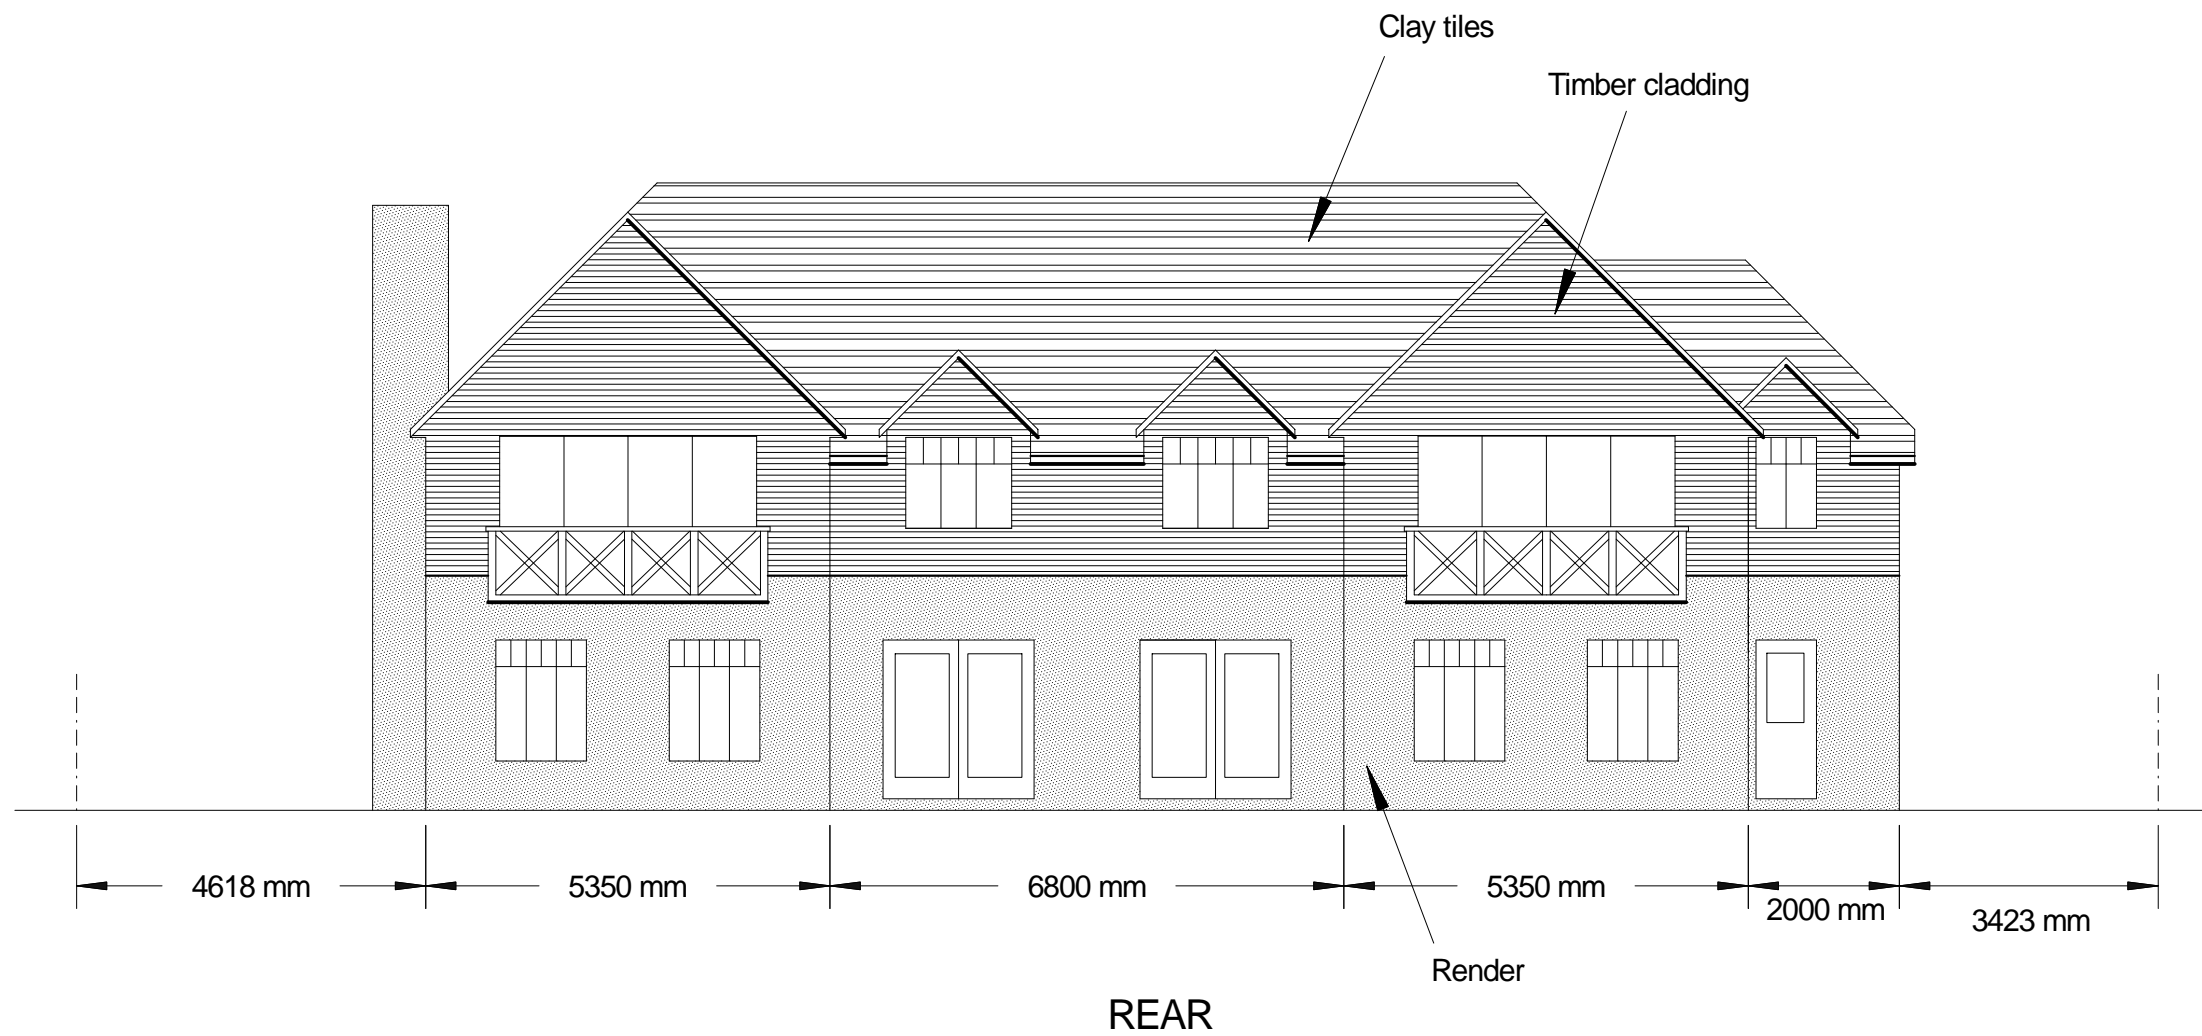 Clay tiles
Timber cladding
4618 mm
5350 mm
6800 mm
5350 mm
2000 mm
3423 mm
Render
REAR